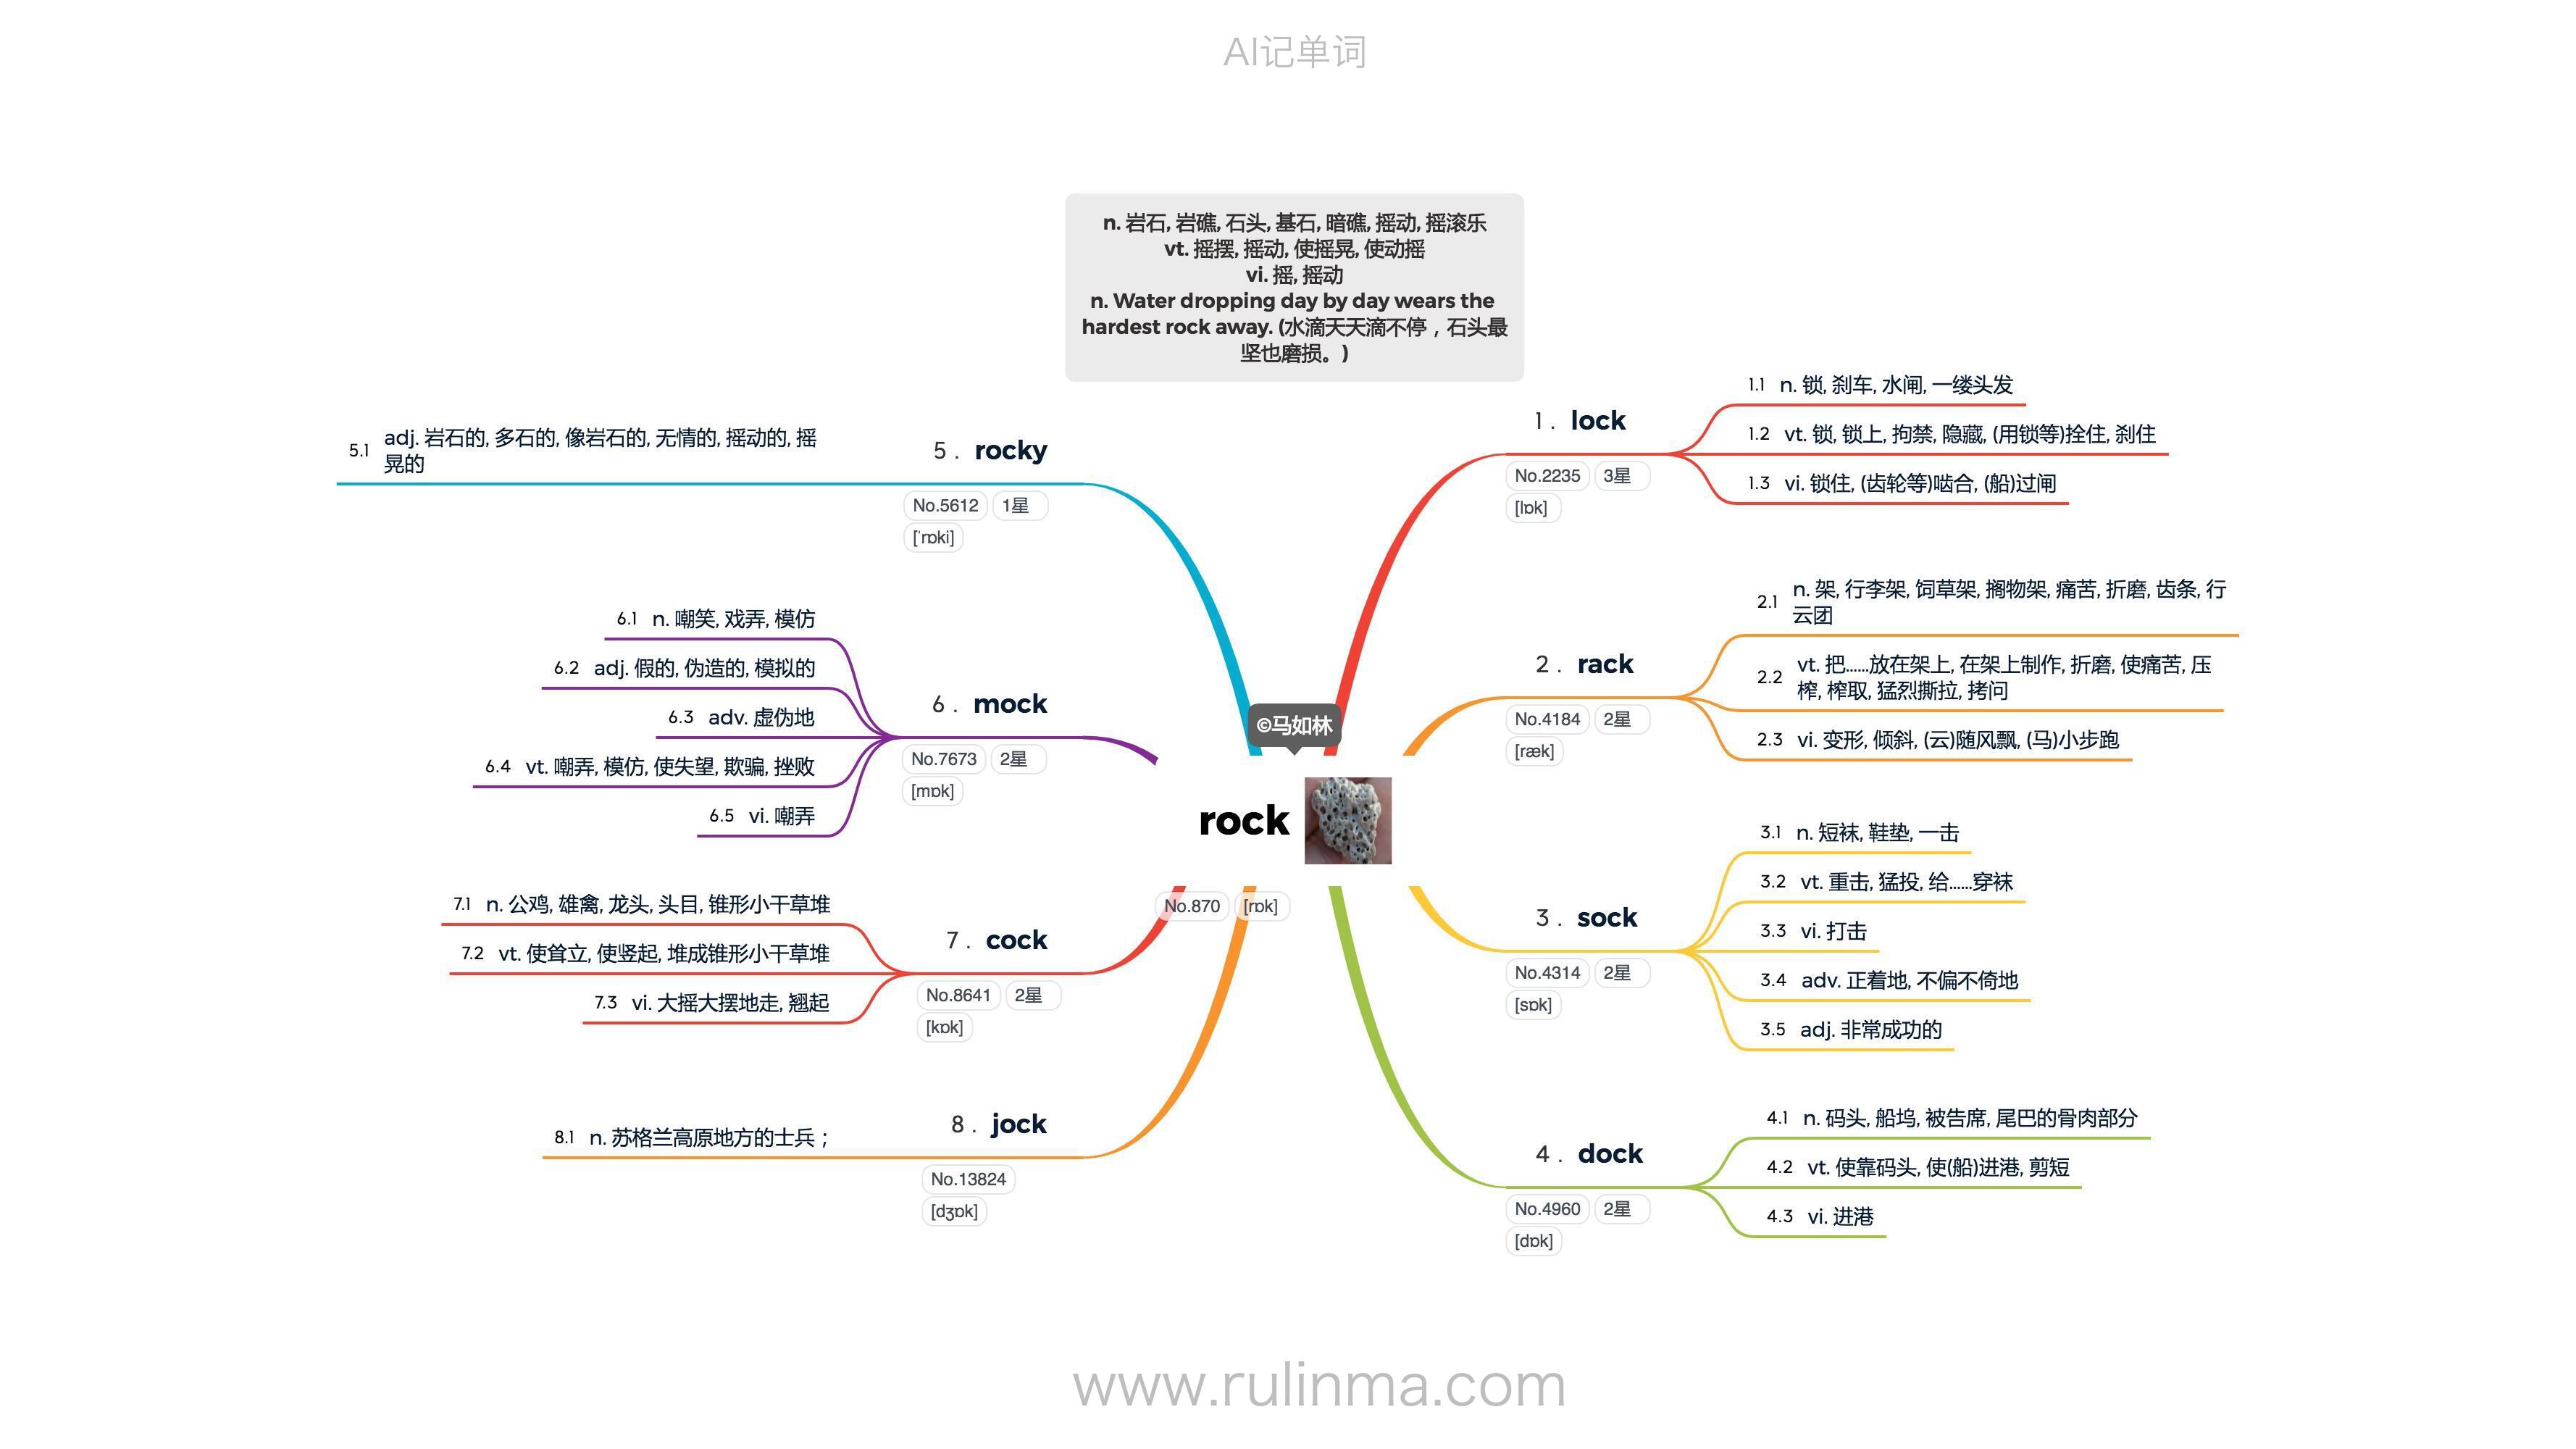 AI记单词
n. 岩石, 岩礁, 石头, 基石, 暗礁, 摇动, 摇滚乐
vt. 摇摆, 摇动, 使摇晃, 使动摇
vi. 摇, 摇动
n. Water dropping day by day wears the
hardest rock away. (水滴天天滴不停，石头最
坚也磨损。)
©马如林
rock
No.870 [rɒk]
1 . lock
No.2235 3星
[lɒk]
1.1 n. 锁, 刹车, 水闸, 一缕头发
1.2 vt. 锁, 锁上, 拘禁, 隐藏, (用锁等)拴住, 刹住
1.3 vi. 锁住, (齿轮等)啮合, (船)过闸
2 . rack
No.4184 2星
[ræk]
2.1 n. 架, 行李架, 饲草架, 搁物架, 痛苦, 折磨, 齿条, 行
云团
2.2 vt. 把......放在架上, 在架上制作, 折磨, 使痛苦, 压
榨, 榨取, 猛烈撕拉, 拷问
2.3 vi. 变形, 倾斜, (云)随风飘, (马)小步跑
3 . sock
No.4314 2星
[sɒk]
3.1 n. 短袜, 鞋垫, 一击
3.2 vt. 重击, 猛投, 给......穿袜
3.3 vi. 打击
3.4 adv. 正着地, 不偏不倚地
3.5 adj. 非常成功的
4 . dock
No.4960 2星
[dɒk]
4.1 n. 码头, 船坞, 被告席, 尾巴的骨肉部分
4.2 vt. 使靠码头, 使(船)进港, 剪短
4.3 vi. 进港
5 . rocky
No.5612 1星
[ˈrɒki]
5.1 adj. 岩石的, 多石的, 像岩石的, 无情的, 摇动的, 摇
晃的
6 . mock
No.7673 2星
[mɒk]
6.1 n. 嘲笑, 戏弄, 模仿
6.2 adj. 假的, 伪造的, 模拟的
6.3 adv. 虚伪地
6.4 vt. 嘲弄, 模仿, 使失望, 欺骗, 挫败
6.5 vi. 嘲弄
7 . cock
No.8641 2星
[kɒk]
7.1 n. 公鸡, 雄禽, 龙头, 头目, 锥形小干草堆
7.2 vt. 使耸立, 使竖起, 堆成锥形小干草堆
7.3 vi. 大摇大摆地走, 翘起
8 . jock
No.13824
[dʒɒk]
8.1 n. 苏格兰高原地方的士兵；
www.rulinma.com